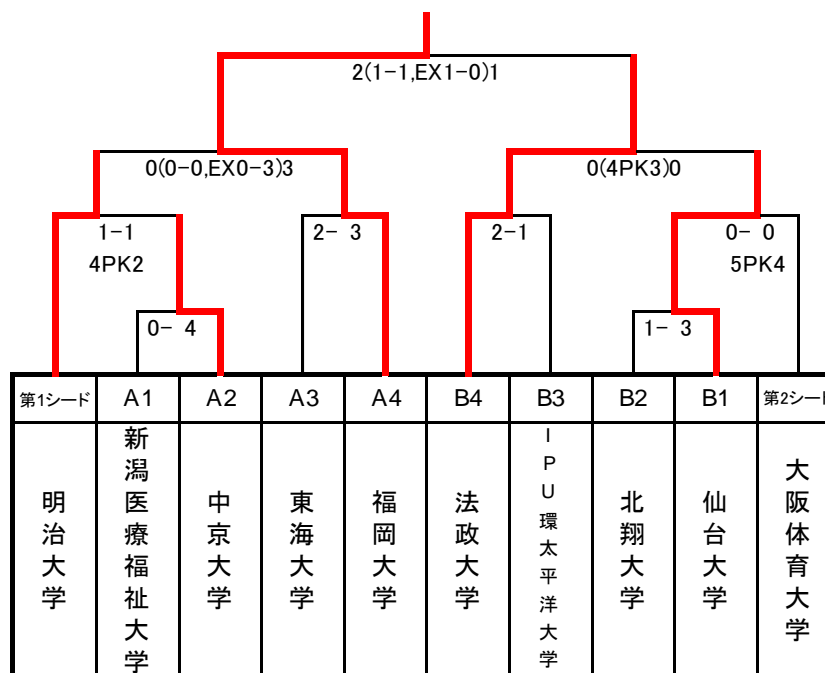 2(1-1,EX1-0)1
0(0-0,EX0-3)3
0(4PK3)0
1-1
4PK2
2- 3
2-1
0- 0
5PK4
0- 4
1- 3
第1シード
A1
A2
A3
A4
B4
B3
B2
B1
第2シード
明治大学
新潟医療福祉大学
中京大学
東海大学
福岡大学
法政大学
IPU環太平洋大学
北翔大学
仙台大学
大阪体育大学